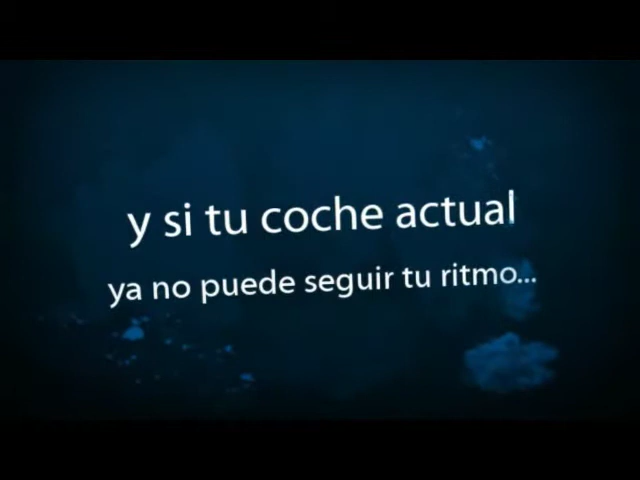 y si tu coche actual
ya no puede seguir tu ritmo...